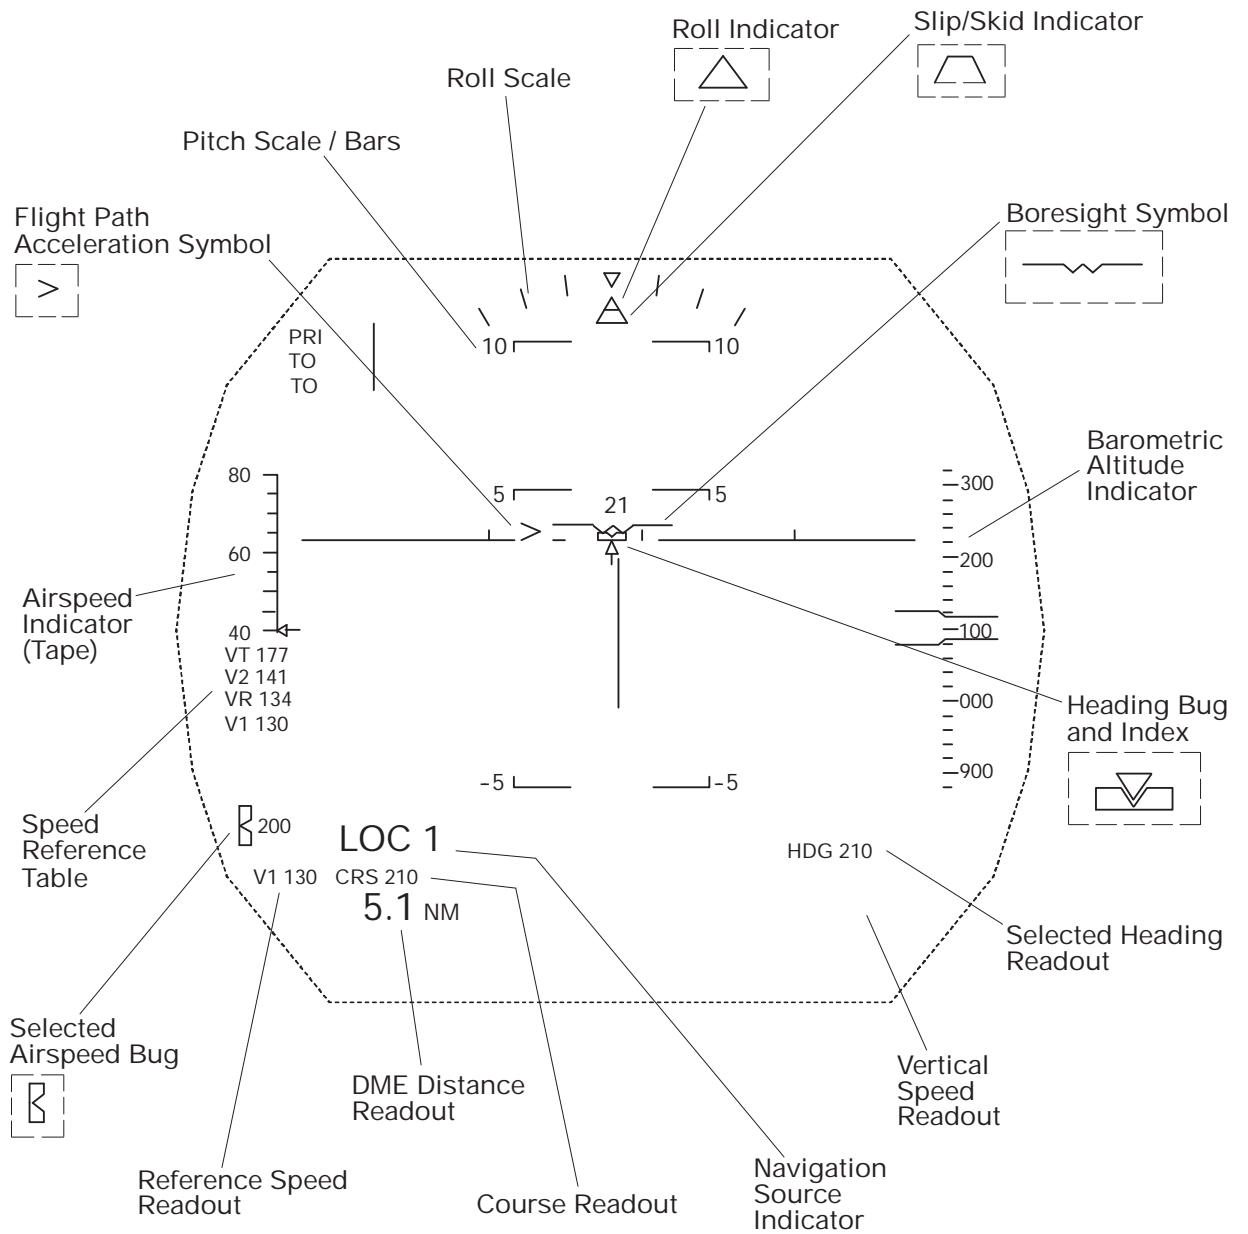 Roll Indicator
Slip/Skid Indicator
Roll Scale
Pitch Scale / Bars
Flight Path
Acceleration Symbol
Boresight Symbol
PRI
TO
TO
10
10
5
5
21
80
60
40
VT 177
V2 141
VR 134
V1 130
300
200
100
000
900
Barometric
Altitude
Indicator
Airspeed
Indicator
(Tape)
Heading Bug
and Index
-5
-5
Speed
Reference
Table
200
LOC 1
HDG 210
V1 130
CRS 210
5.1 NM
Selected Heading
Readout
Selected
Airspeed Bug
DME Distance
Readout
Vertical
Speed
Readout
Reference Speed
Readout
Course Readout
Navigation
Source
Indicator